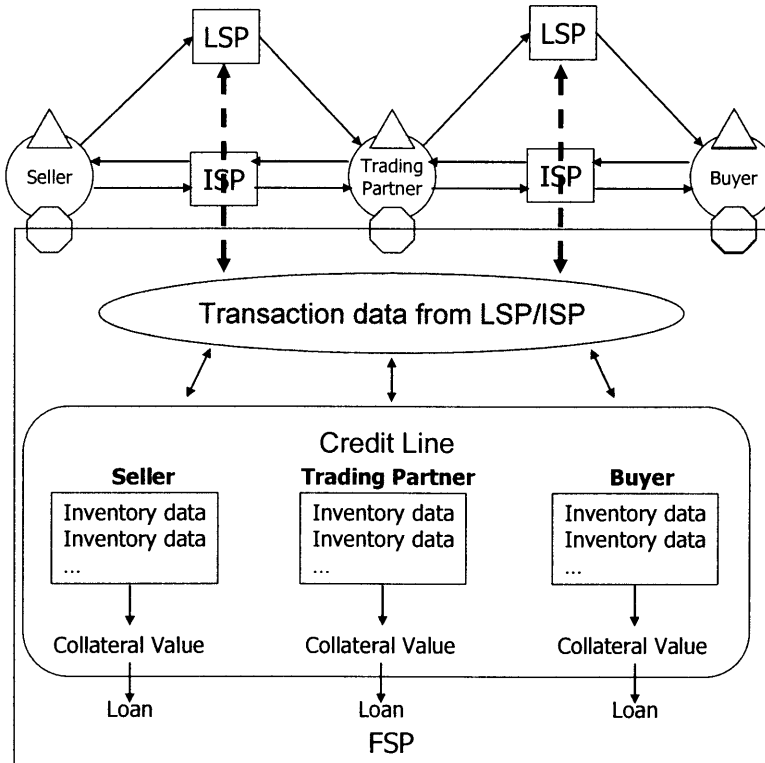 LSP
LSP
Seller
ISP
Trading
Partner
ISP
Buyer
Transaction data from LSP/ISP
Credit Line
Seller
Trading Partner
Buyer
Inventory data
Inventory data
...
Inventory data
Inventory data
...
Inventory data
Inventory data
...
Collateral Value
Collateral Value
Collateral Value
Loan
Loan
Loan
FSP